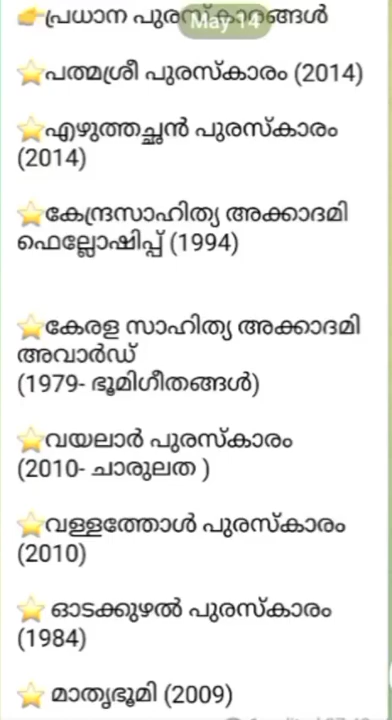 👉പ്രധാന പുരസ്കാരങ്ങൾ
May 14
⭐പത്മശ്രീ പുരസ്കാരം (2014)
⭐എഴുത്തച്ഛൻ പുരസ്കാരം
(2014)
⭐കേന്ദ്രസാഹിത്യ അക്കാദമി
ഫെല്ലോഷിപ്പ് (1994)
⭐കേരള സാഹിത്യ അക്കാദമി
അവാർഡ്
(1979- ഭൂമിഗീതങ്ങൾ)
⭐വയലാർ പുരസ്കാരം
(2010- ചാരുലത )
⭐വള്ളത്തോൾ പുരസ്കാരം
(2010)
⭐ ഓടക്കുഴൽ പുരസ്കാരം
(1984)
⭐ മാതൃഭൂമി (2009)